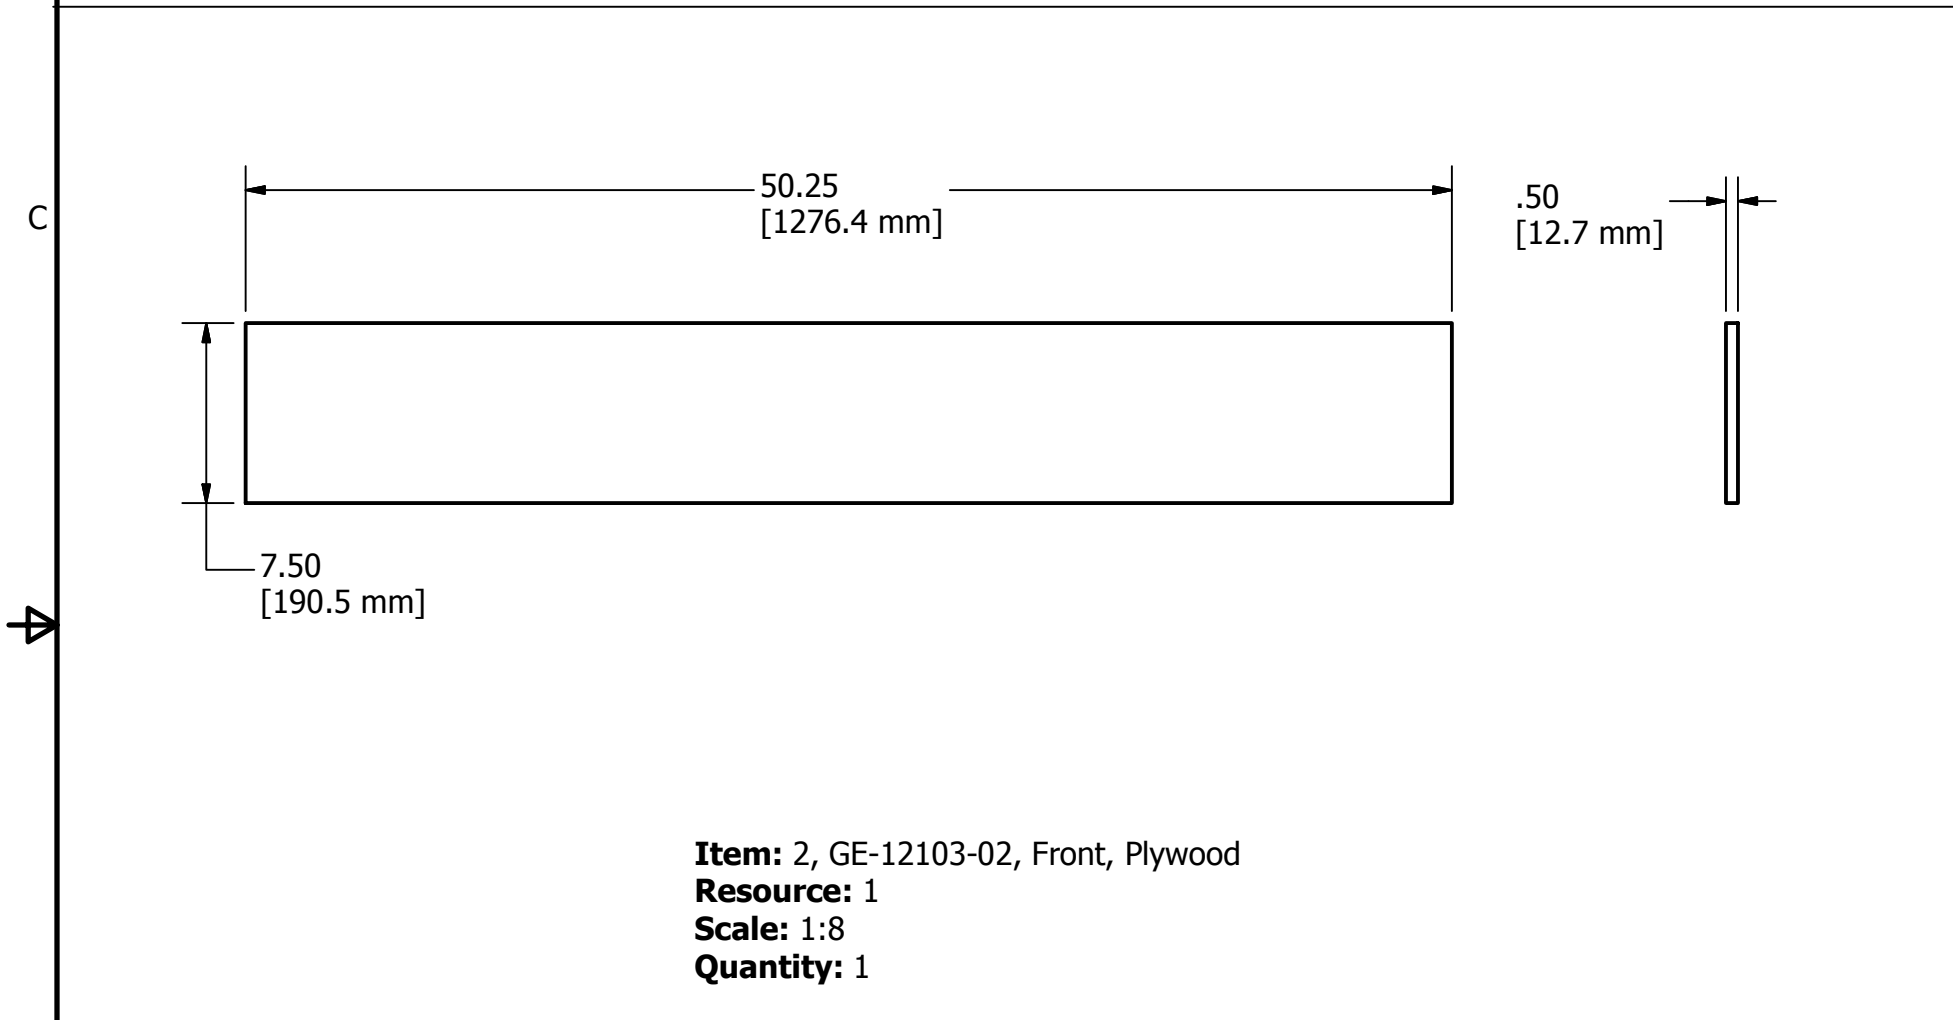 50.25
[1276.4 mm]
.50
[12.7 mm]
C
7.50
[190.5 mm]
Item: 2, GE-12103-02, Front, Plywood
Resource: 1
Scale: 1:8
Quantity: 1